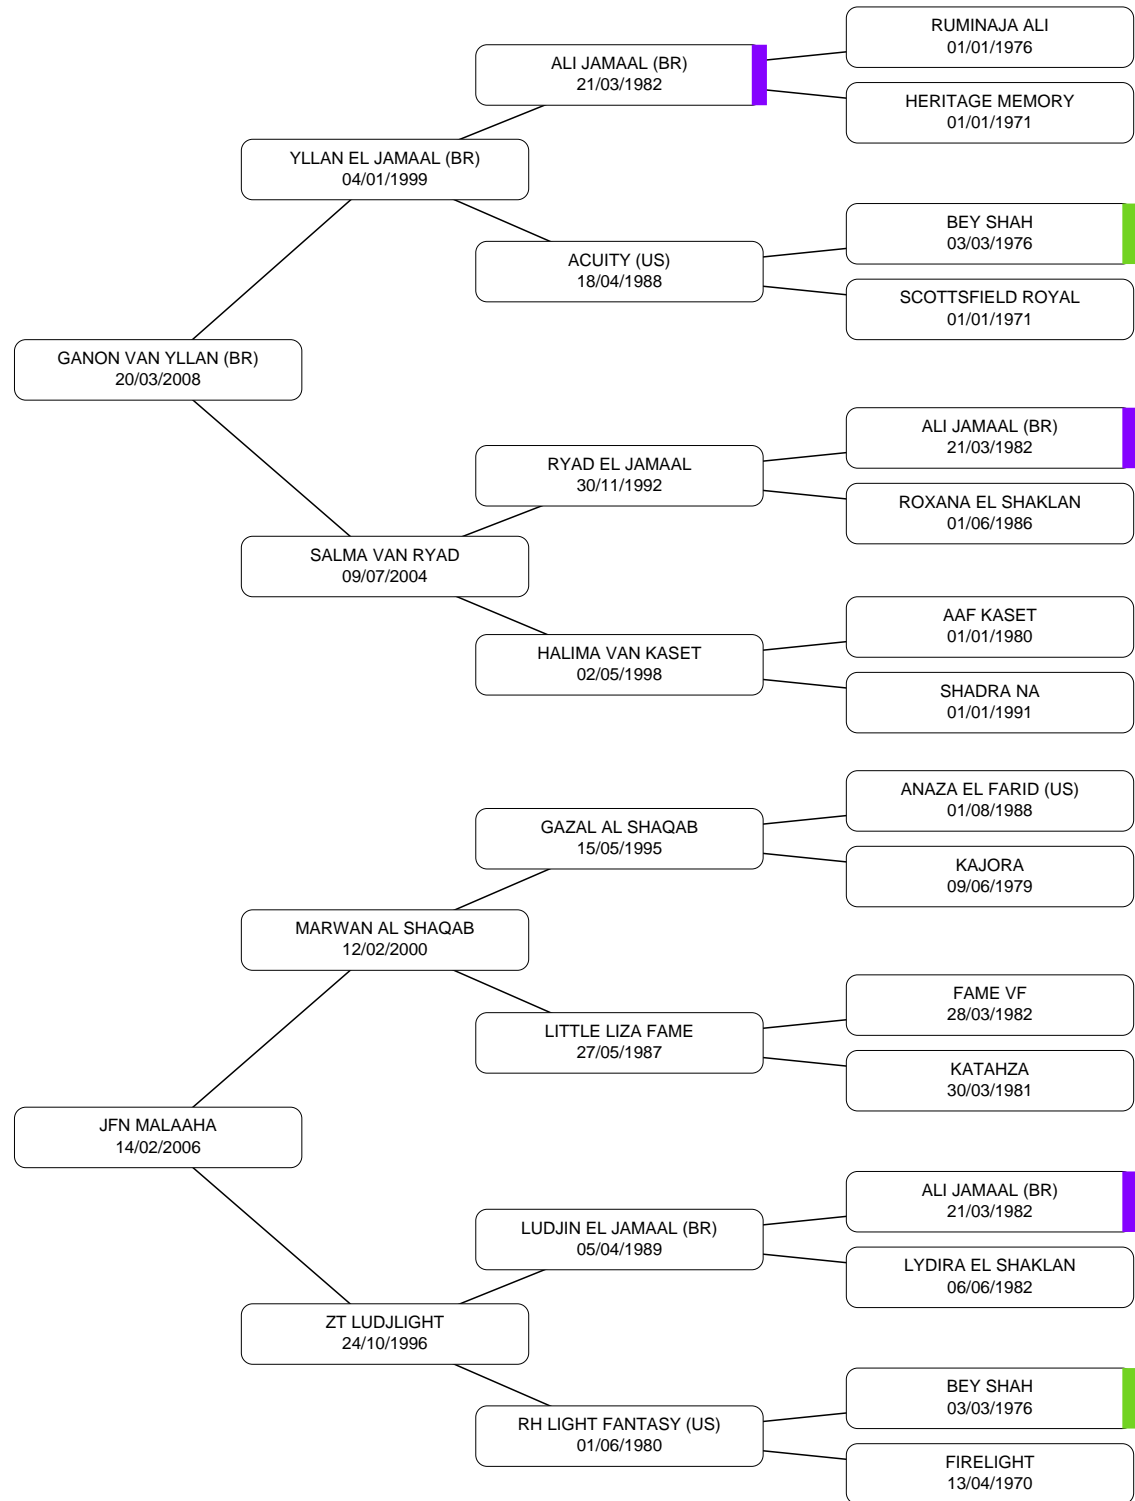 RUMINAJA ALI
01/01/1976
ALI JAMAAL (BR)
21/03/1982
HERITAGE MEMORY
01/01/1971
YLLAN EL JAMAAL (BR)
04/01/1999
BEY SHAH
03/03/1976
ACUITY (US)
18/04/1988
SCOTTSFIELD ROYAL
01/01/1971
GANON VAN YLLAN (BR)
20/03/2008
ALI JAMAAL (BR)
21/03/1982
RYAD EL JAMAAL
30/11/1992
ROXANA EL SHAKLAN
01/06/1986
SALMA VAN RYAD
09/07/2004
AAF KASET
01/01/1980
HALIMA VAN KASET
02/05/1998
SHADRA NA
01/01/1991
ANAZA EL FARID (US)
01/08/1988
GAZAL AL SHAQAB
15/05/1995
KAJORA
09/06/1979
MARWAN AL SHAQAB
12/02/2000
FAME VF
28/03/1982
LITTLE LIZA FAME
27/05/1987
KATAHZA
30/03/1981
JFN MALAAHA
14/02/2006
ALI JAMAAL (BR)
21/03/1982
LUDJIN EL JAMAAL (BR)
05/04/1989
LYDIRA EL SHAKLAN
06/06/1982
ZT LUDJLIGHT
24/10/1996
BEY SHAH
03/03/1976
RH LIGHT FANTASY (US)
01/06/1980
FIRELIGHT
13/04/1970